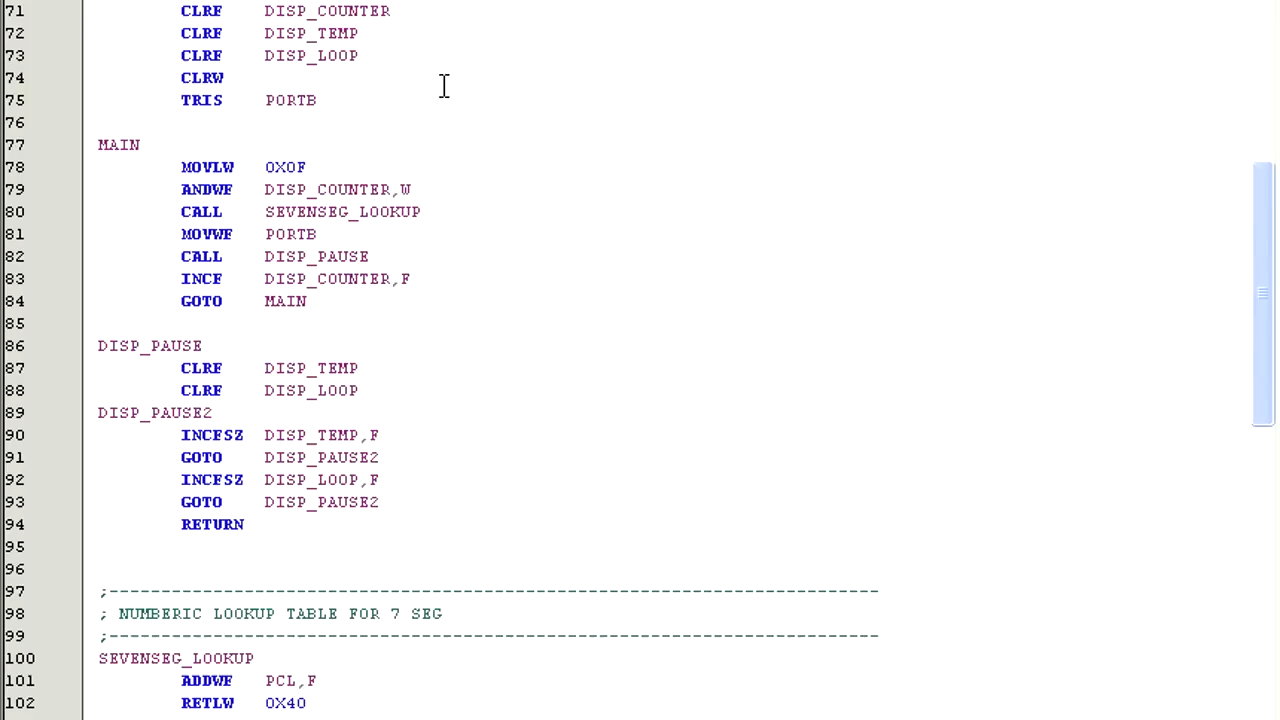 71 CLRF DISP_COUNTER
72 CLRF DISP_TEMP
73 CLRF DISP_LOOP
74 CLRW
75 TRIS PORTB
76
77 MAIN
78 MOVLW 0X0F
79 ANDWF DISP_COUNTER,W
80 CALL SEVENSEG_LOOKUP
81 MOVWF PORTB
82 CALL DISP_PAUSE
83 INCF DISP_COUNTER,F
84 GOTO MAIN
85
86 DISP_PAUSE
87 CLRF DISP_TEMP
88 CLRF DISP_LOOP
89 DISP_PAUSE2
90 INCFSZ DISP_TEMP,F
91 GOTO DISP_PAUSE2
92 INCFSZ DISP_LOOP,F
93 GOTO DISP_PAUSE2
94 RETURN
95
96
97 ;--------------------------------------------------------------------------
98 ; NUMBERIC LOOKUP TABLE FOR 7 SEG
99 ;--------------------------------------------------------------------------
100 SEVENSEG_LOOKUP
101 ADDWF PCL,F
102 RETLW 0X40